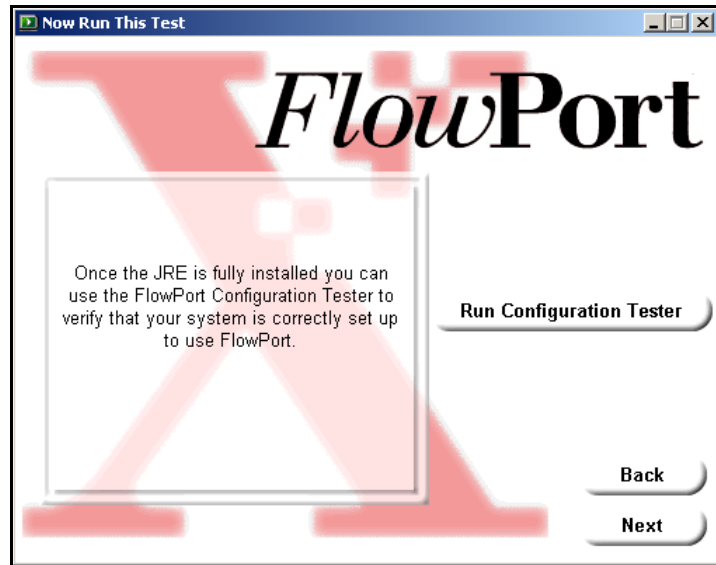 Now Run This Test
FlowPort
Once the JRE is fully installed you can
use the FlowPort Configuration Tester to
verify that your system is correctly set up
to use FlowPort.
Run Configuration Tester
Back
Next